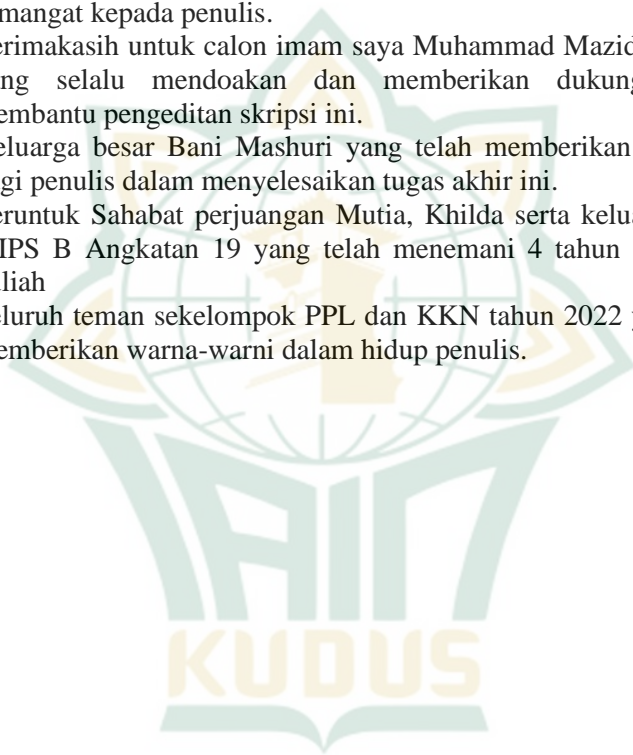 mangat kepada penulis.
erimakasih untuk calon imam saya Muhammad Mazid
ng selalu mendoakan dan memberikan dukung
embantu pengeditan skripsi ini.
eluarga besar Bani Mashuri yang telah memberikan
gi penulis dalam menyelesaikan tugas akhir ini.
eruntuk Sahabat perjuangan Mutia, Khilda serta kelua
IPS B Angkatan 19 yang telah menemani 4 tahun
liah
eluruh teman sekelompok PPL dan KKN tahun 2022 y
emberikan warna-warni dalam hidup penulis.
IAIN
KUDUS